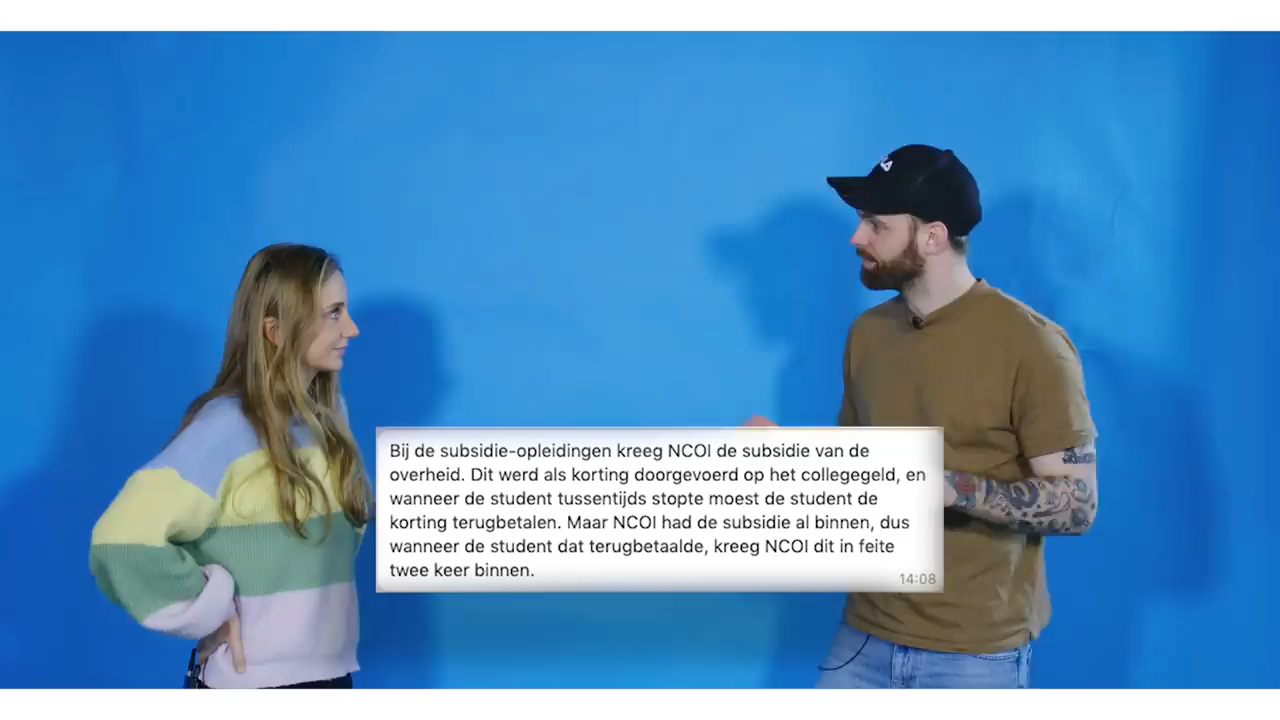 Bij de subsidie-opleidingen kreeg NCOI de subsidie van de
overheid. Dit werd als korting doorgevoerd op het collegegeld, en
wanneer de student tussentijds stopte moest de student de
korting terugbetalen. Maar NCOI had de subsidie al binnen, dus
wanneer de student dat terugbetaalde, kreeg NCOI dit in feite
twee keer binnen.
14:08